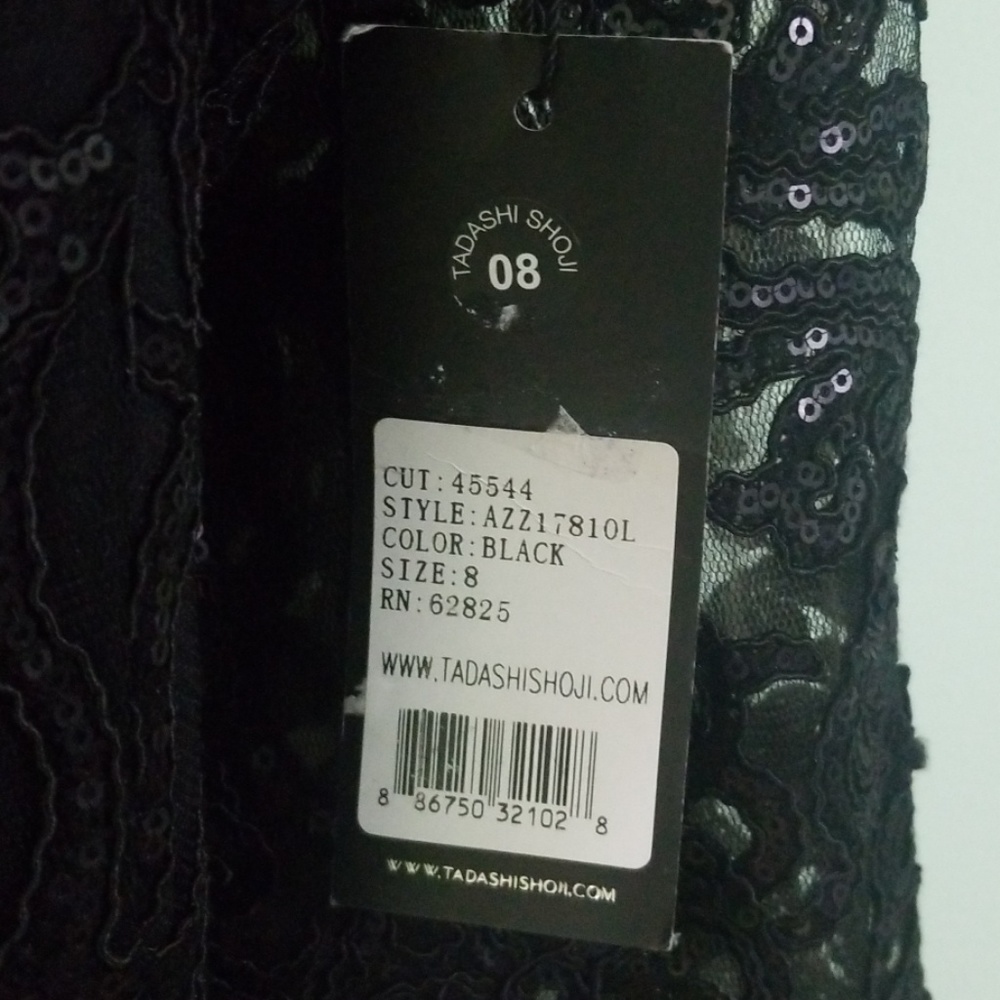 TADASHI SHOJI
08
CUT:45544
STYLE:AZZ17810L
COLOR:BLACK
SIZE:8
RN:62825
WWW.TADASHISHOJI.COM
8 86750 32102 8
WWW.TADASHISHOJI.COM